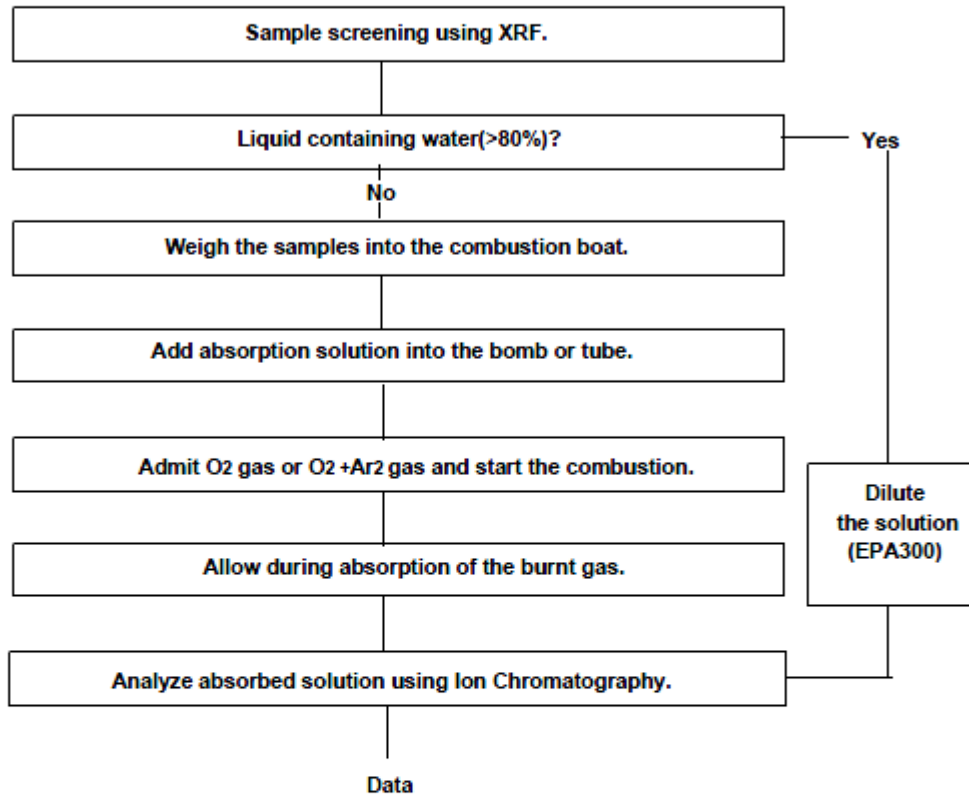 Sample screening using XRF.
Liquid containing water(>80%)?
Yes
No
Weigh the samples into the combustion boat.
Add absorption solution into the bomb or tube.
Admit O2 gas or O2 +Ar2 gas and start the combustion.
Dilute
the solution
(EPA300)
Allow during absorption of the burnt gas.
Analyze absorbed solution using Ion Chromatography.
Data